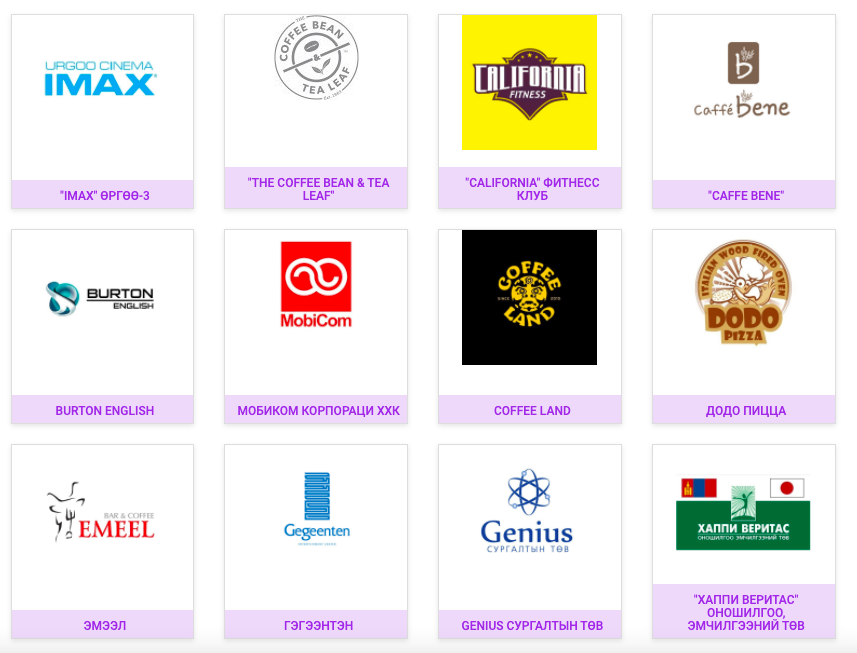 URGOO CINEMA
IMAX
"IMAX" ӨРГӨӨ-3
THE
COFFEE BEAN
&
TEA LEAF
"THE COFFEE BEAN & TEA
LEAF"
CALIFORNIA
FITNESS
"CALIFORNIA" ФИТНЕСС
КЛУБ
b
Caffé bene
"CAFFE BENE"
BURTON
ENGLISH
BURTON ENGLISH
MobiCom
МОБИКОМ КОРПОРАЦИ ХХК
COFFEE
SINCE
LAND
COFFEE LAND
ITALIAN WOOD FIRED OVEN
DODO
PIZZA
ДОДО ПИЦЦА
BAR & COFFEE
EMEEL
ЭМЭЭЛ
Gegeenten
ГЭГЭЭНТЭН
Genius
СУРГАЛТЫН ТӨВ
GENIUS СУРГАЛТЫН ТӨВ
ХАППИ ВЕРИТАС
ОНОШИЛГОО ЭМЧИЛГЭЭНИЙ ТӨВ
"ХАППИ ВЕРИТАС"
ОНОШИЛГОО,
ЭМЧИЛГЭЭНИЙ ТӨВ